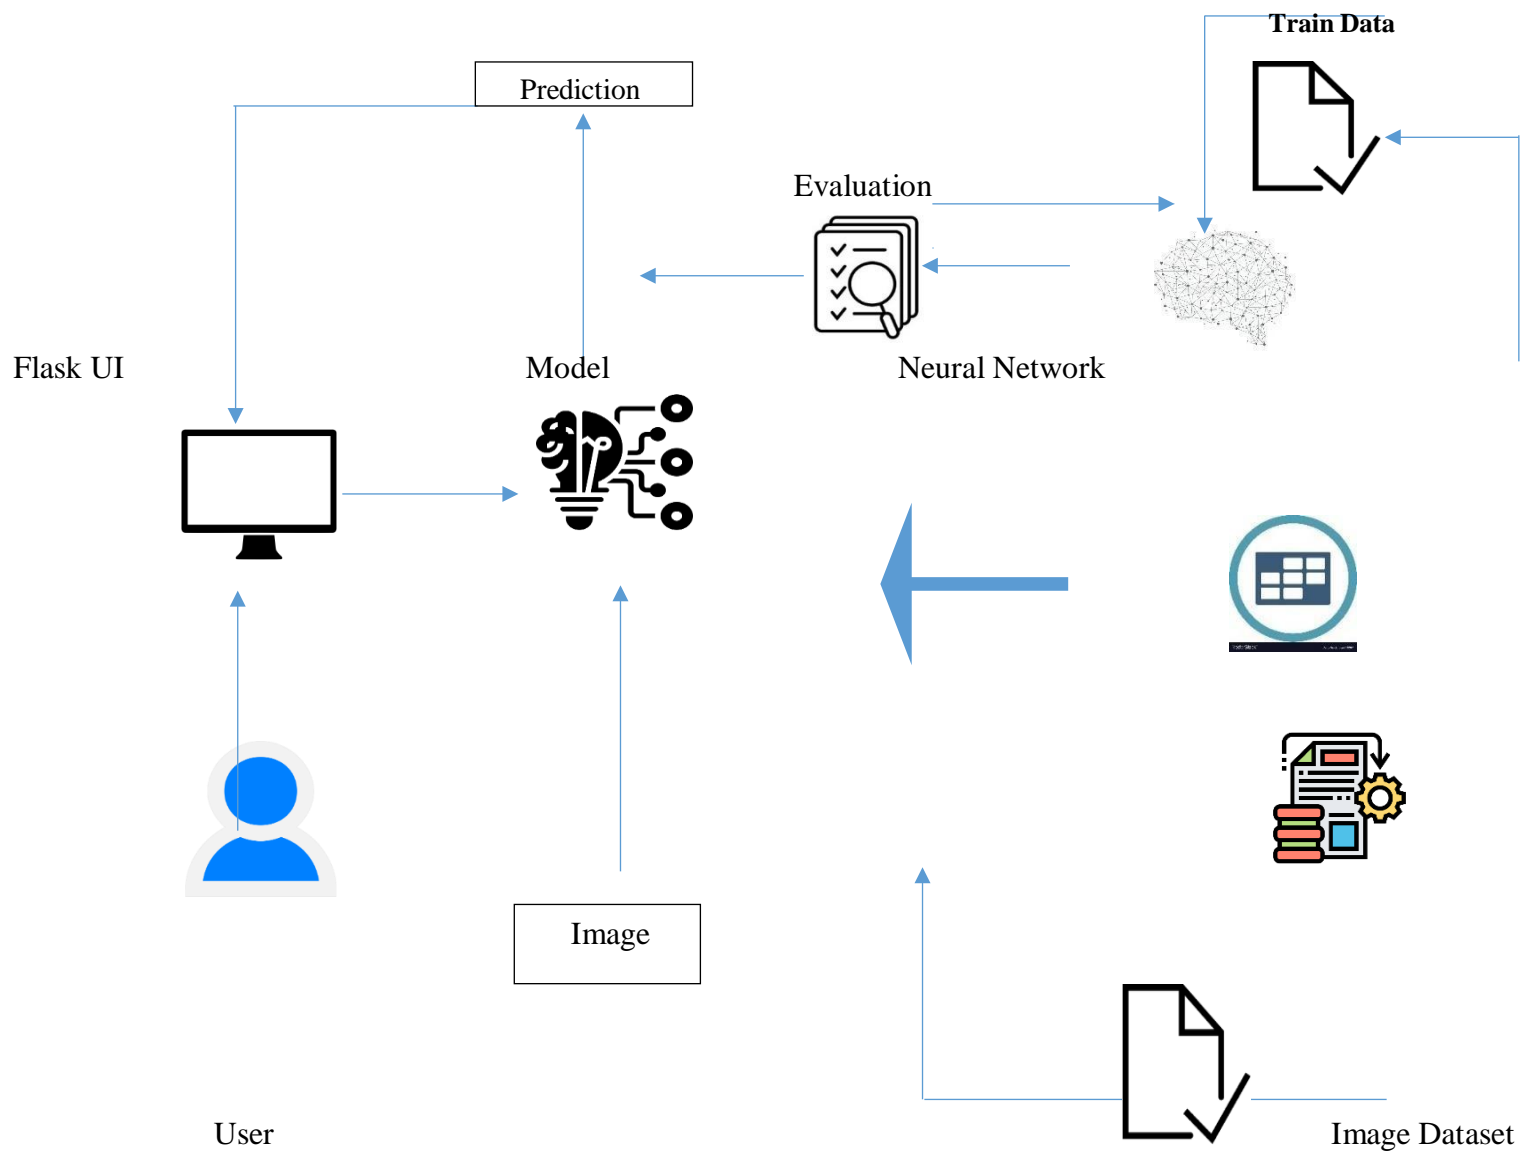 Train Data
Prediction
Evaluation
Flask UI
Model
Neural Network
Image
User
Image Dataset